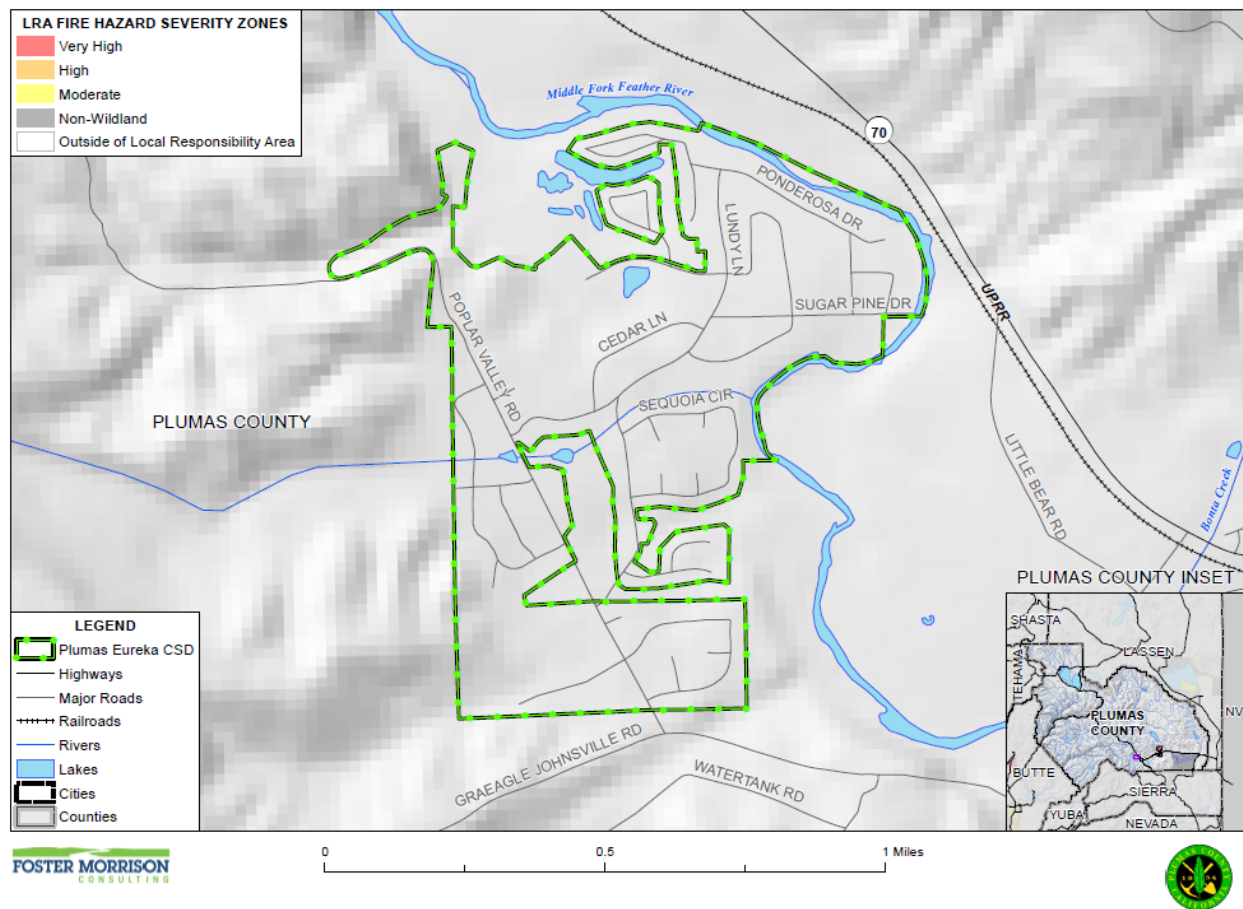 LRA FIRE HAZARD SEVERITY ZONES
Very High
High
Moderate
Non-Wildland
Outside of Local Responsibility Area
Middle Fork Feather River
70
PONDEROSA DR
LUNDY LN
SUGAR PINE DR
UPRR
POPLAR VALLEY RD
CEDAR LN
SEQUOIA CIR
PLUMAS COUNTY
LITTLE BEAR RD
Bonta Creek
GRAEAGLE JOHNSVILLE RD
WATERTANK RD
LEGEND
Plumas Eureka CSD
Highways
Major Roads
Railroads
Rivers
Lakes
Cities
Counties
PLUMAS COUNTY INSET
SHASTA
LASSEN
TEHAMA
NV
PLUMAS
COUNTY
BUTTE
SIERRA
YUBA
NEVADA
FOSTER MORRISON
CONSULTING
0
0.5
1 Miles
PLUMAS COUNTY
1854
CALIFORNIA